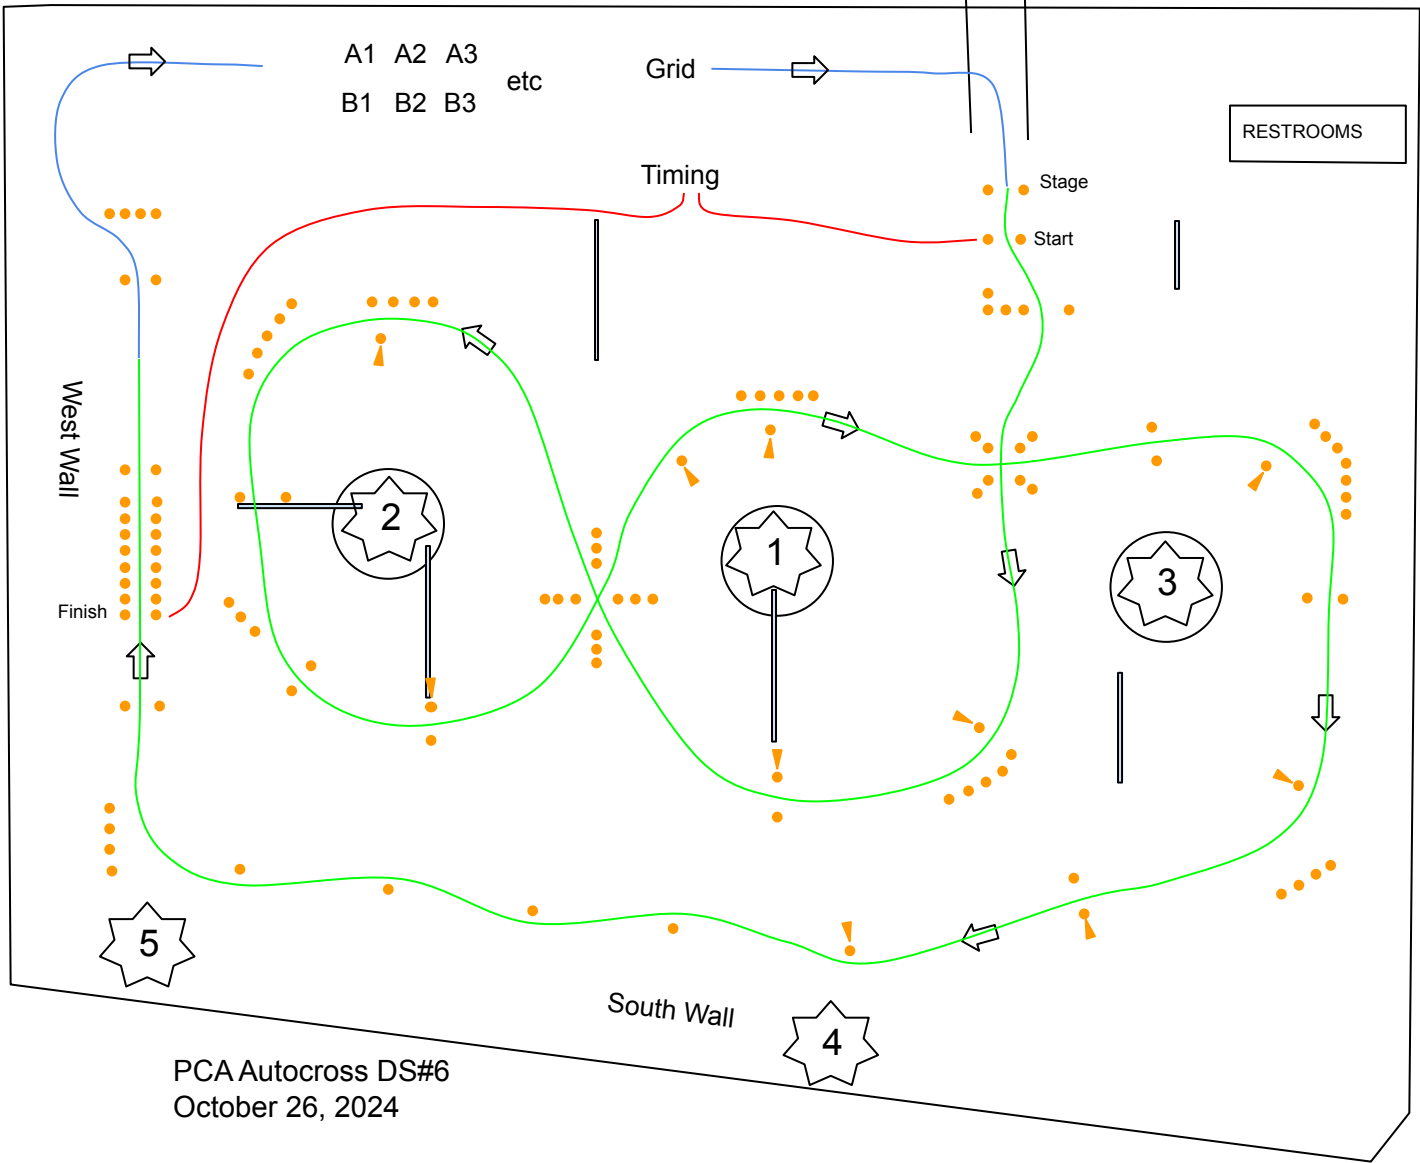 A1 A2 A3
etc
B1 B2 B3
Grid
RESTROOMS
Timing
Stage
Start
West Wall
2
1
3
Finish
5
4
South Wall
PCA Autocross DS#6
October 26, 2024